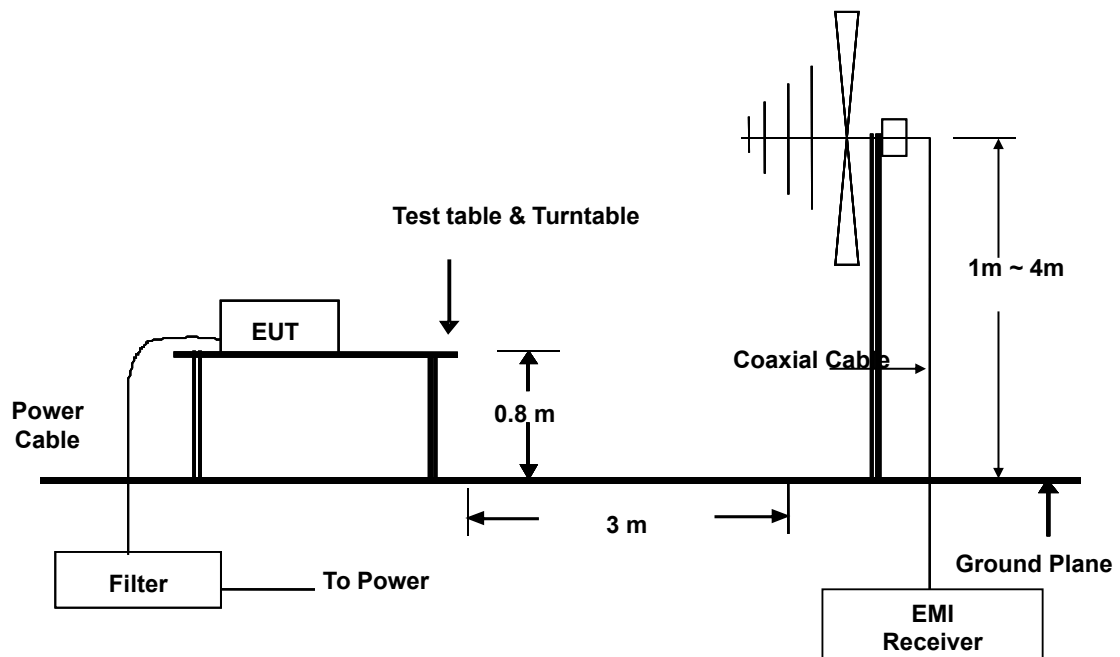 Test table & Turntable
1m ~ 4m
EUT
Coaxial Cable
0.8 m
Power
Cable
3 m
Ground Plane
Filter
To Power
EMI
Receiver